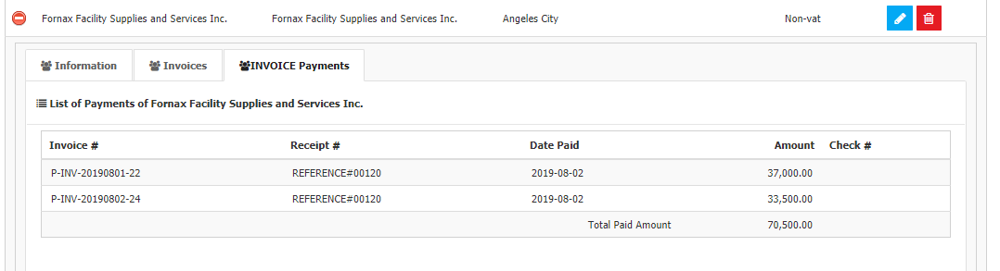 Fornax Facility Supplies and Services Inc. Fornax Facility Supplies and Services Inc. Angeles City Non-vat
Information Invoices INVOICE Payments
List of Payments of Fornax Facility Supplies and Services Inc.
Invoice # Receipt # Date Paid Amount Check #
P-INV-20190801-22 REFERENCE#00120 2019-08-02 37,000.00
P-INV-20190802-24 REFERENCE#00120 2019-08-02 33,500.00
Total Paid Amount 70,500.00